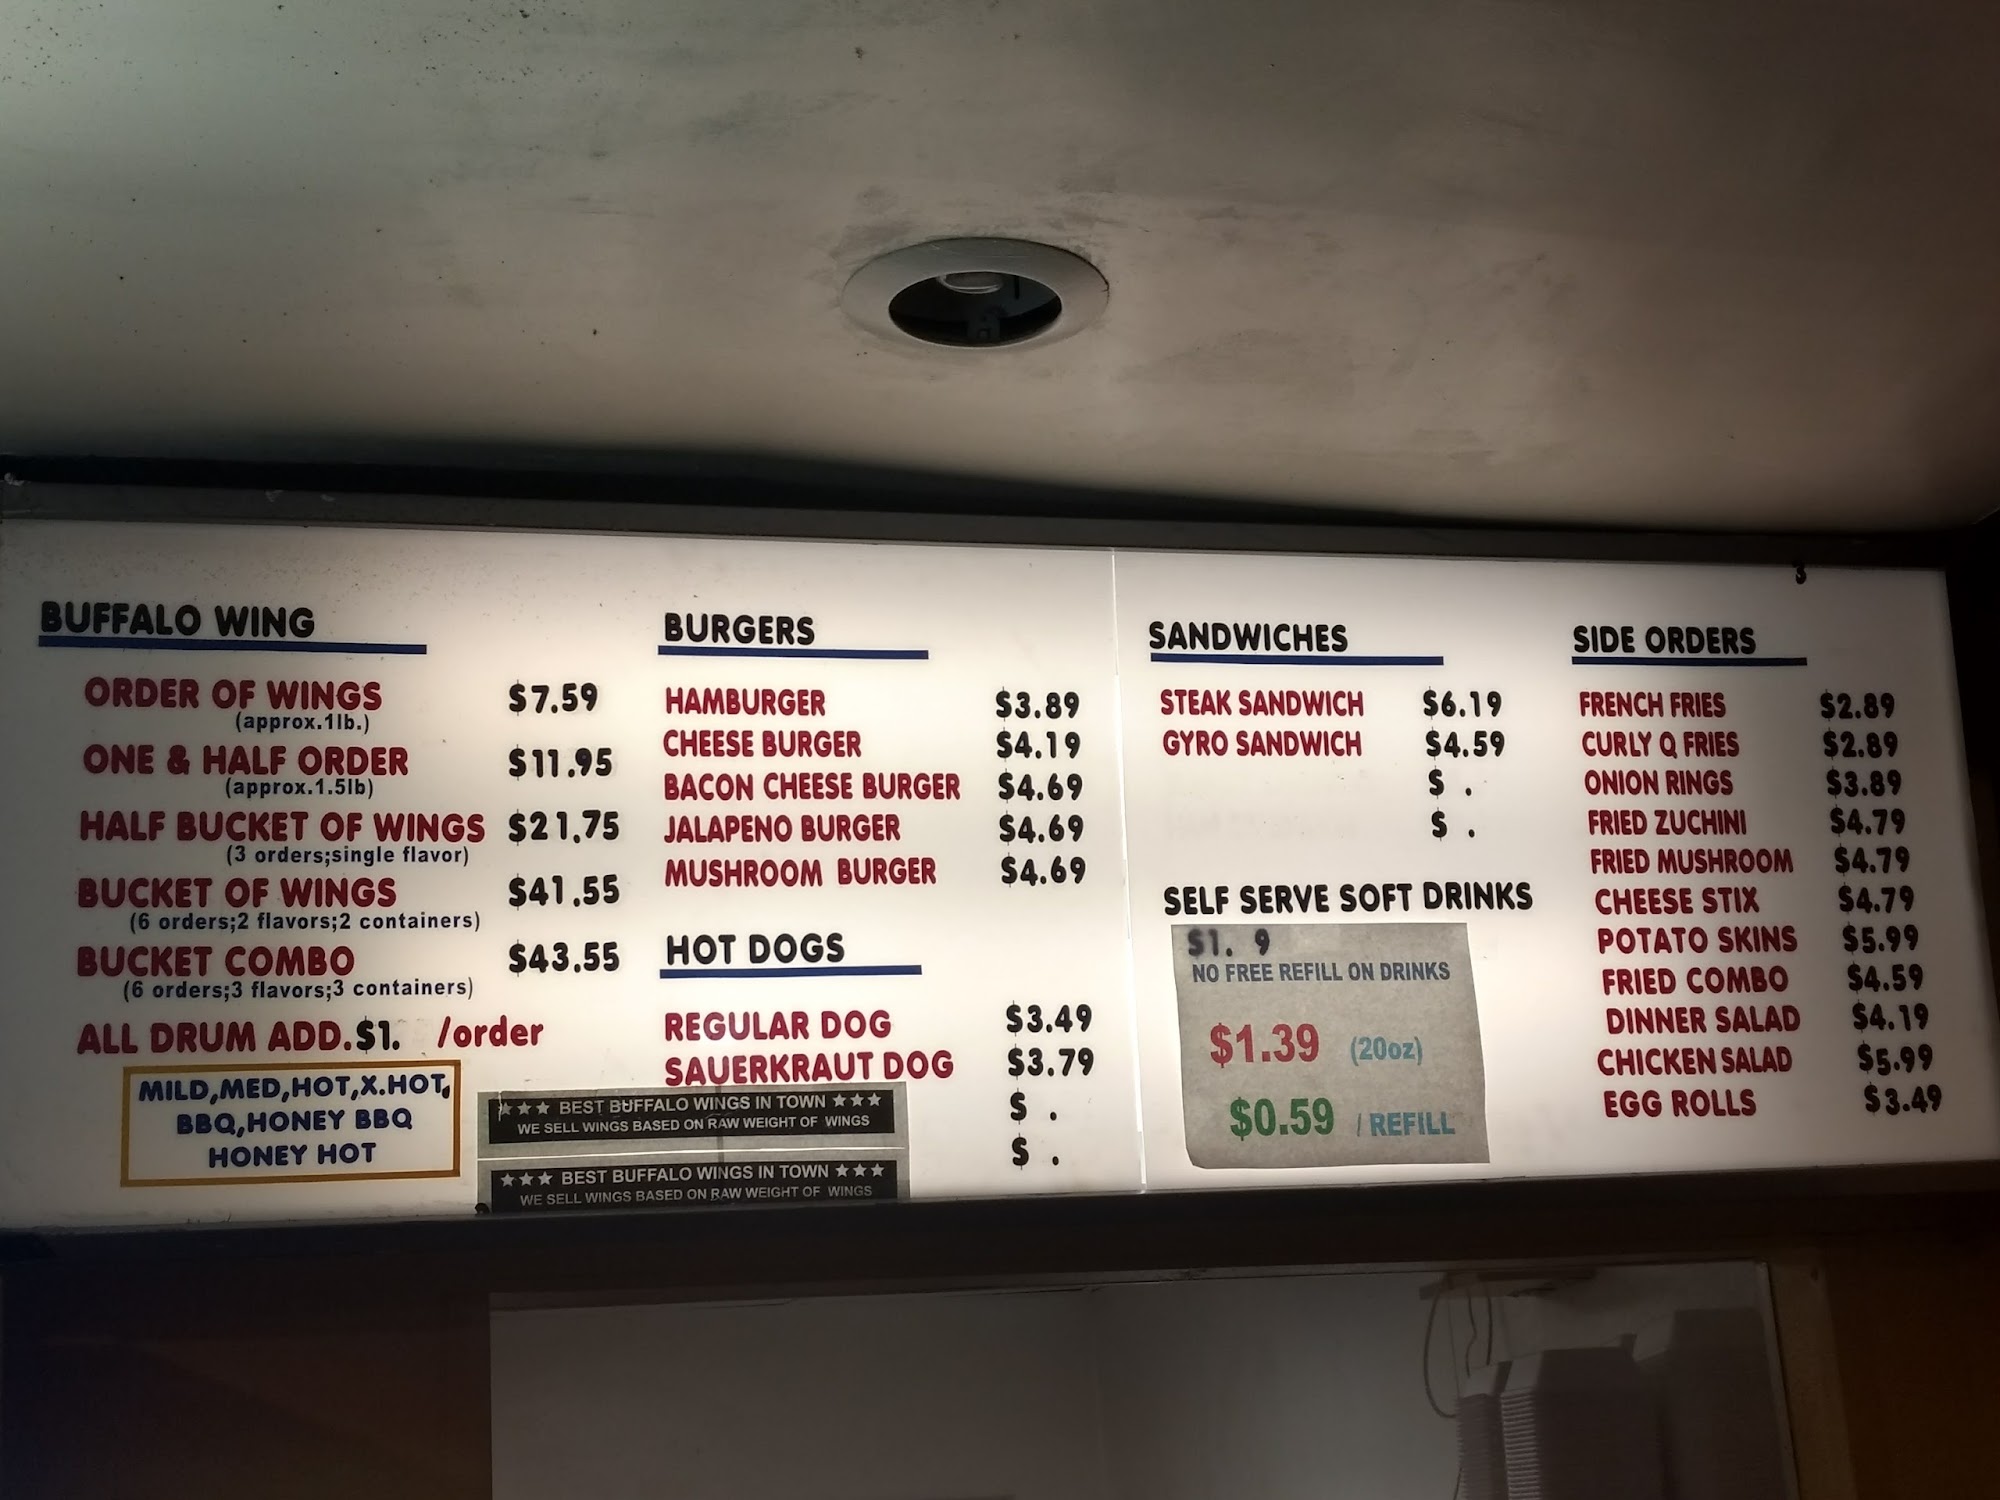 BUFFALO WING
ORDER OF WINGS $7.59
(approx.1lb.)
ONE & HALF ORDER $11.95
(approx.1.5lb)
HALF BUCKET OF WINGS $21.75
(3 orders;single flavor)
BUCKET OF WINGS $41.55
(6 orders;2 flavors;2 containers)
BUCKET COMBO $43.55
(6 orders;3 flavors;3 containers)
ALL DRUM ADD.$1. /order
MILD,MED,HOT,X.HOT,
BBQ,HONEY BBQ
HONEY HOT
BURGERS
HAMBURGER $3.89
CHEESE BURGER $4.19
BACON CHEESE BURGER $4.69
JALAPENO BURGER $4.69
MUSHROOM BURGER $4.69
HOT DOGS
REGULAR DOG $3.49
SAUERKRAUT DOG $3.79
$ .
$ .
★★★ BEST BUFFALO WINGS IN TOWN ★★★
WE SELL WINGS BASED ON RAW WEIGHT OF WINGS
★★★ BEST BUFFALO WINGS IN TOWN ★★★
WE SELL WINGS BASED ON RAW WEIGHT OF WINGS
SANDWICHES
STEAK SANDWICH $6.19
GYRO SANDWICH $4.59
$ .
$ .
SELF SERVE SOFT DRINKS
$1. 9
NO FREE REFILL ON DRINKS
$1.39 (20oz)
$0.59 / REFILL
3
SIDE ORDERS
FRENCH FRIES $2.89
CURLY Q FRIES $2.89
ONION RINGS $3.89
FRIED ZUCHINI $4.79
FRIED MUSHROOM $4.79
CHEESE STIX $4.79
POTATO SKINS $5.99
FRIED COMBO $4.59
DINNER SALAD $4.19
CHICKEN SALAD $5.99
EGG ROLLS $3.49